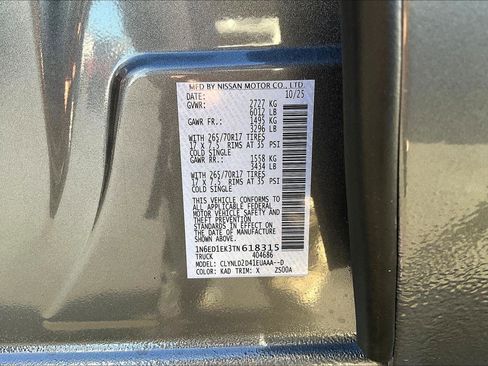 MFD BY NISSAN MOTOR CO., LTD.
DATE: 10/25
GVWR: 2727 KG
6012 LB
GAWR FR.: 1495 KG
3296 LB
WITH 265/70R17 TIRES
17 X 7.5 RIMS AT 35 PSI
COLD SINGLE
GAWR RR.: 1558 KG
3434 LB
WITH 265/70R17 TIRES
17 X 7.5 RIMS AT 35 PSI
COLD SINGLE
THIS VEHICLE CONFORMS TO
ALL APPLICABLE FEDERAL
MOTOR VEHICLE SAFETY AND
THEFT PREVENTION
STANDARDS IN EFFECT ON
THE DATE OF MANUFACTURE
1N6ED1EK3TN618315
TRUCK 404686
MODEL: CLYNLD2D41EUAAA--D
COLOR: KAD TRIM: X ZS00A